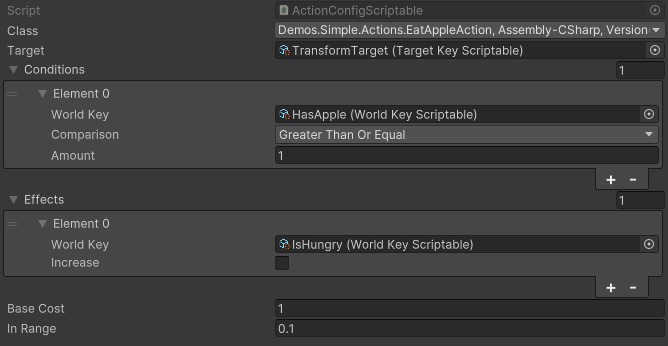 Script ActionConfigScriptable
Class Demos.Simple.Actions.EatAppleAction, Assembly-CSharp, Version
Target TransformTarget (Target Key Scriptable)
Conditions 1
Element 0
World Key HasApple (World Key Scriptable)
Comparison Greater Than Or Equal
Amount 1
+ -
Effects 1
Element 0
World Key IsHungry (World Key Scriptable)
Increase
+ -
Base Cost 1
In Range 0.1